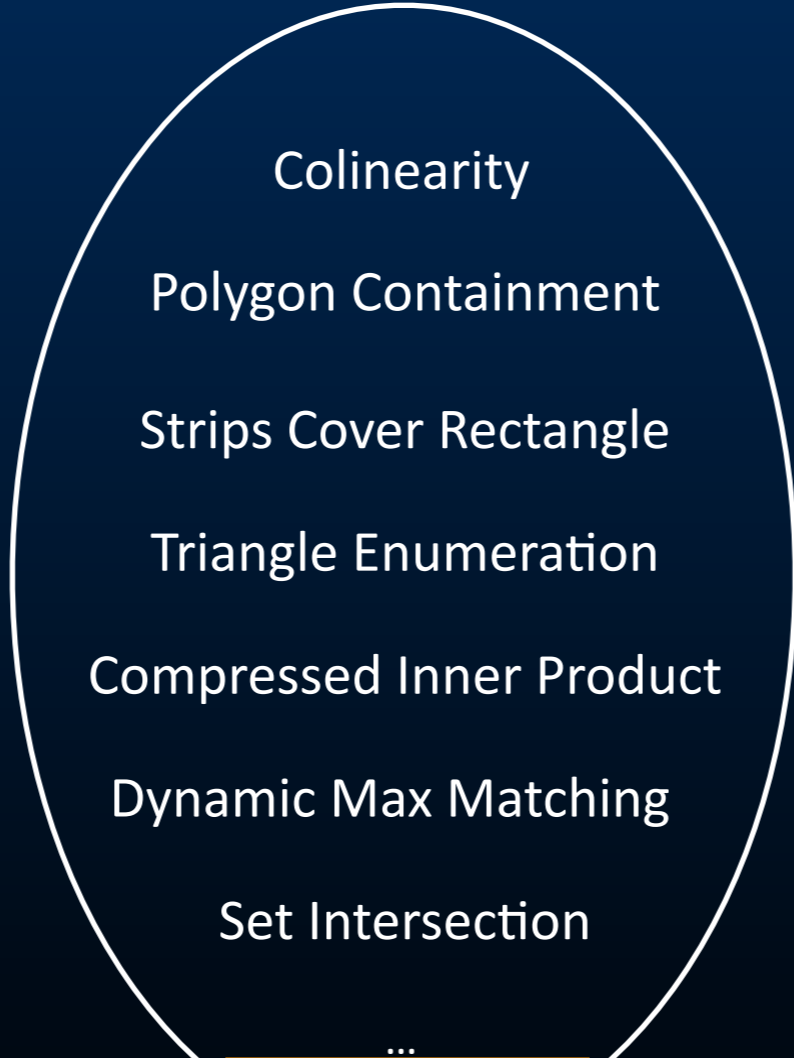 Colinearity
Polygon Containment
Strips Cover Rectangle
Triangle Enumeration
Compressed Inner Product
Dynamic Max Matching
Set Intersection
...